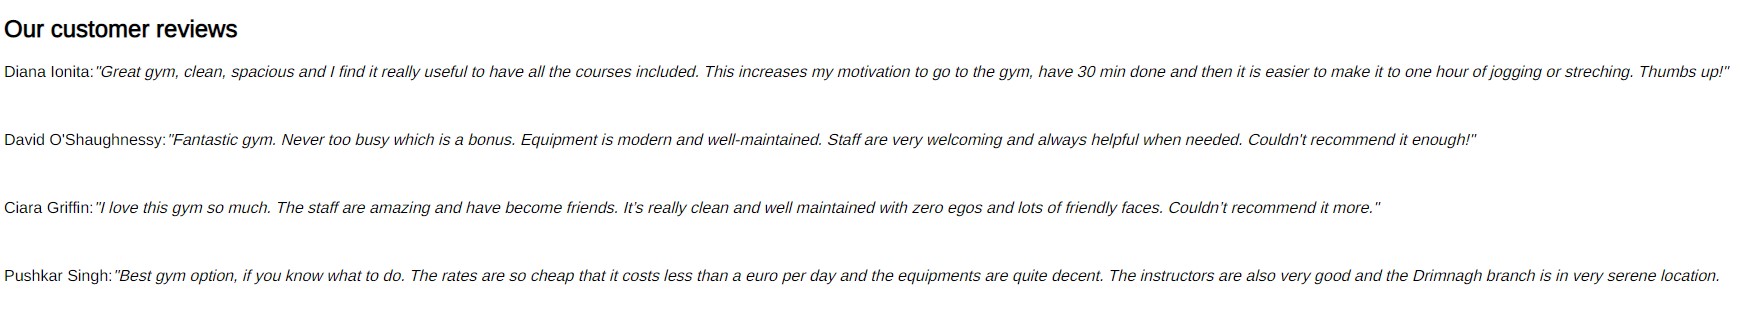 Our customer reviews
Diana Ionita:"Great gym, clean, spacious and I find it really useful to have all the courses included. This increases my motivation to go to the gym, have 30 min done and then it is easier to make it to one hour of jogging or streching. Thumbs up!"
David O'Shaughnessy:"Fantastic gym. Never too busy which is a bonus. Equipment is modern and well-maintained. Staff are very welcoming and always helpful when needed. Couldn't recommend it enough!"
Ciara Griffin:"I love this gym so much. The staff are amazing and have become friends. It’s really clean and well maintained with zero egos and lots of friendly faces. Couldn’t recommend it more."
Pushkar Singh:"Best gym option, if you know what to do. The rates are so cheap that it costs less than a euro per day and the equipments are quite decent. The instructors are also very good and the Drimnagh branch is in very serene location.